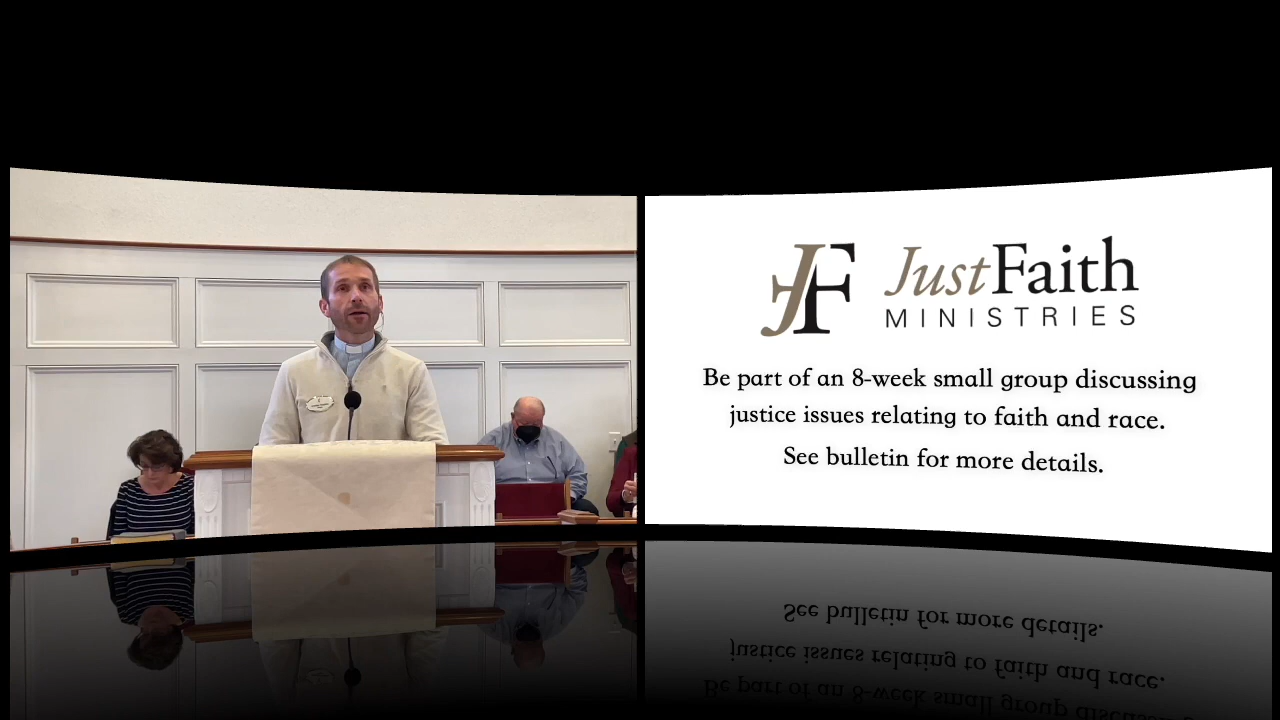 JF JustFaith
MINISTRIES
Be part of an 8-week small group discussing
justice issues relating to faith and race.
See bulletin for more details.